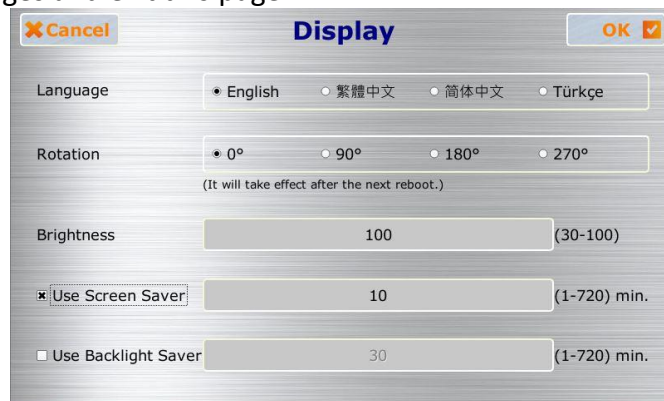 Cancel Display OK
Language English 繁體中文 简体中文 Türkçe
Rotation 0° 90° 180° 270°
(It will take effect after the next reboot.)
Brightness 100 (30-100)
Use Screen Saver 10 (1-720) min.
Use Backlight Saver 30 (1-720) min.